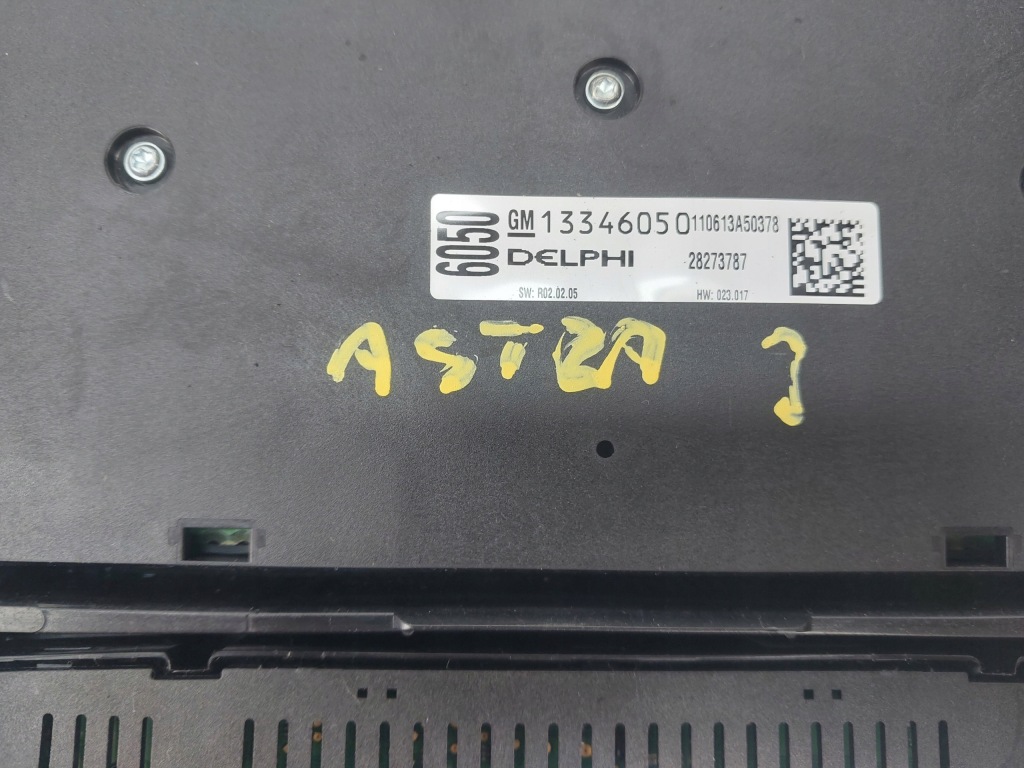 6050
GM 13346050 110613A50378
DELPHI 28273787
SW: R02.02.05 HW: 023.017
ASTRA ?